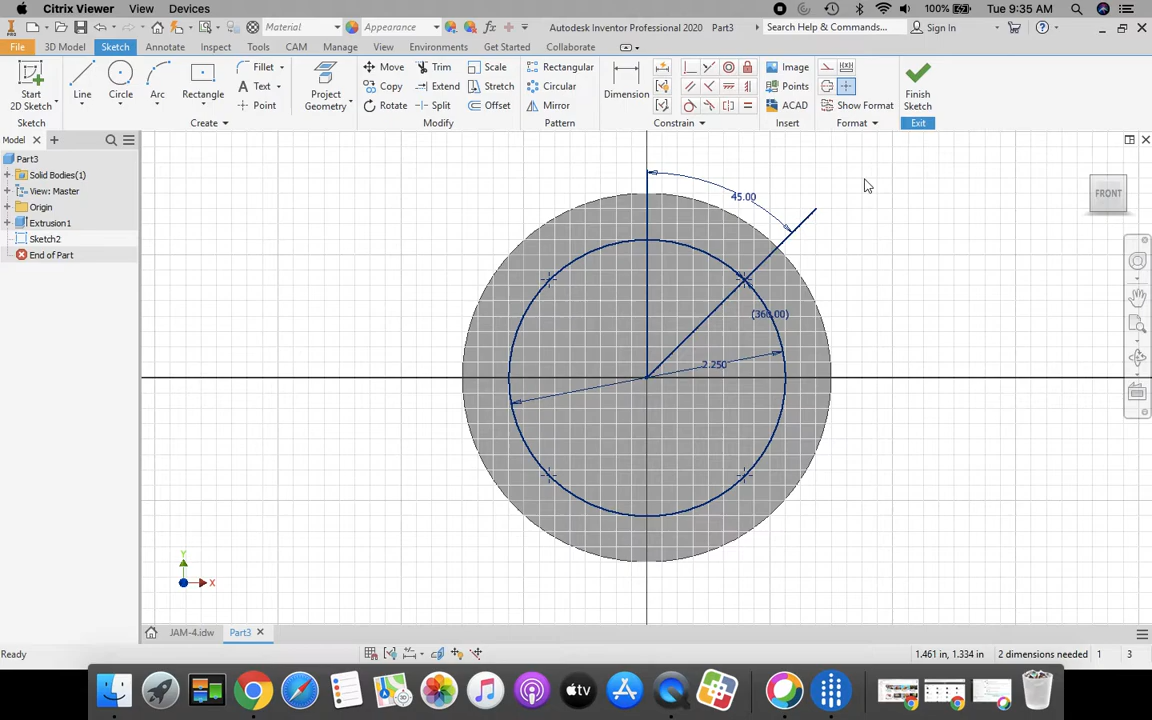 Citrix Viewer View Devices 100% Tue 9:35 AM
Material Appearance fx Autodesk Inventor Professional 2020 Part3 Search Help & Commands... Sign In
PRO
File 3D Model Sketch Annotate Inspect Tools CAM Manage View Environments Get Started Collaborate
Start 2D Sketch
Line
Circle
Arc
Rectangle
Fillet
Text
Point
Project Geometry
Move
Copy
Rotate
Trim
Extend
Split
Scale
Stretch
Offset
Rectangular
Circular
Mirror
Dimension
Image
Points
ACAD
Show Format
Finish Sketch
Sketch Create Modify Pattern Constrain Insert Format Exit
Model
Part3
Solid Bodies(1)
View: Master
Origin
Extrusion1
Sketch2
End of Part
45.00
(360.00)
2.250
FRONT
Y
X
JAM-4.idw Part3
Ready 1.461 in, 1.334 in 2 dimensions needed 1 3
tv